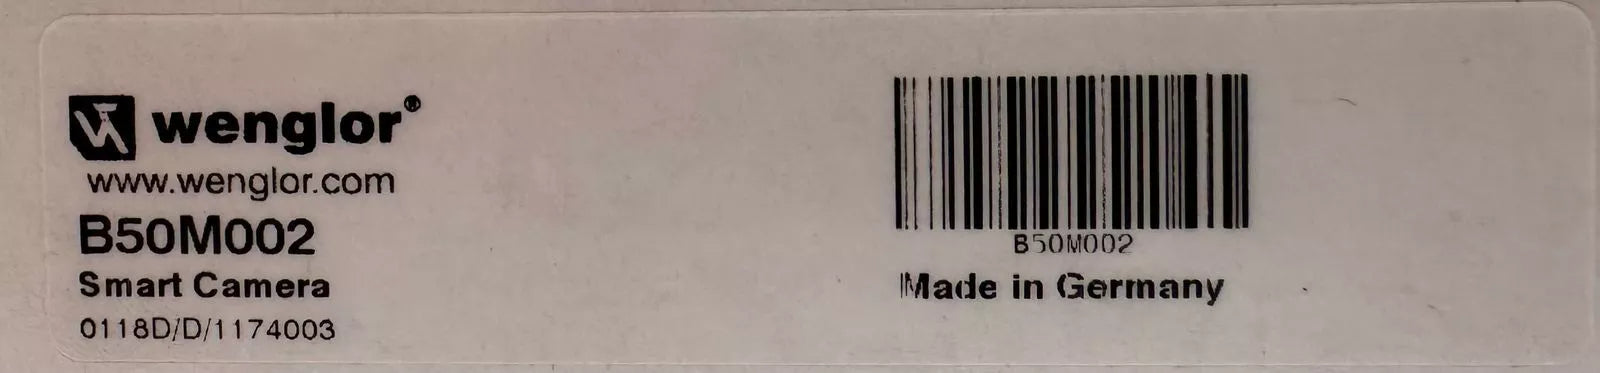 wenglor®
www.wenglor.com
B50M002
Smart Camera
0118D/D/1174003
B50M002
Made in Germany